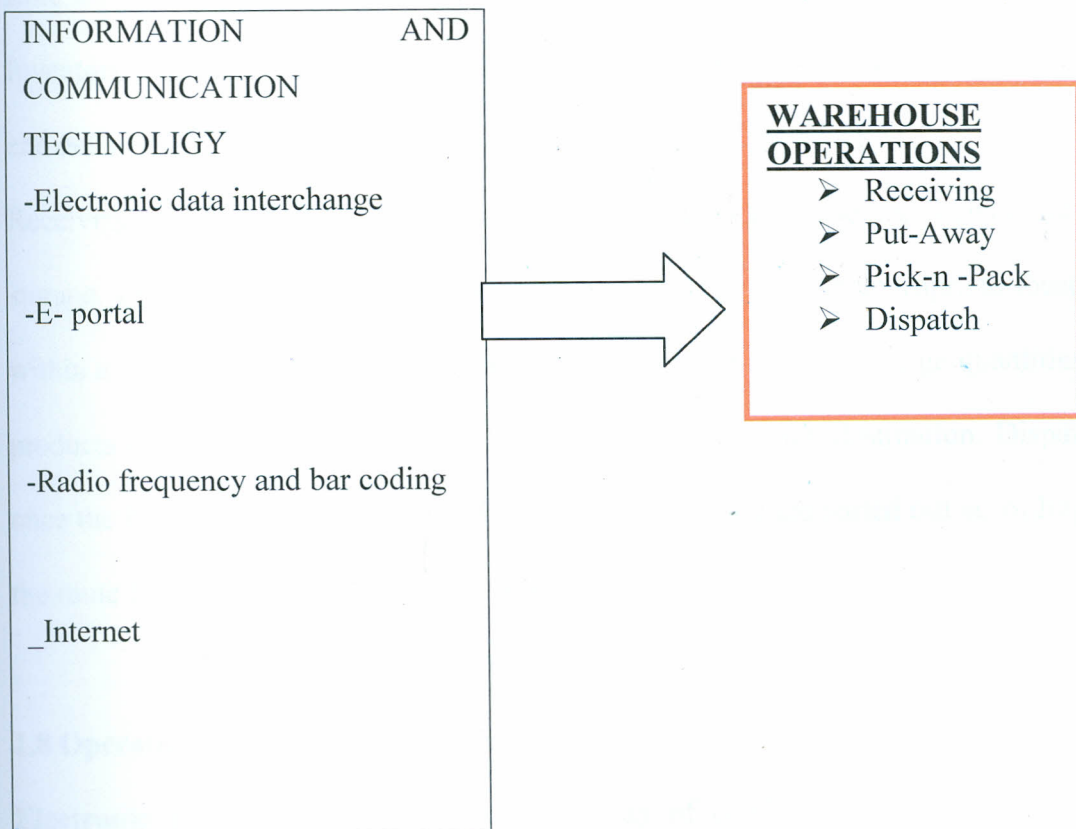 INFORMATION AND
COMMUNICATION
TECHNOLIGY
-Electronic data interchange
-E- portal
-Radio frequency and bar coding
_Internet
WAREHOUSE
OPERATIONS
➢ Receiving
➢ Put-Away
➢ Pick-n -Pack
➢ Dispatch